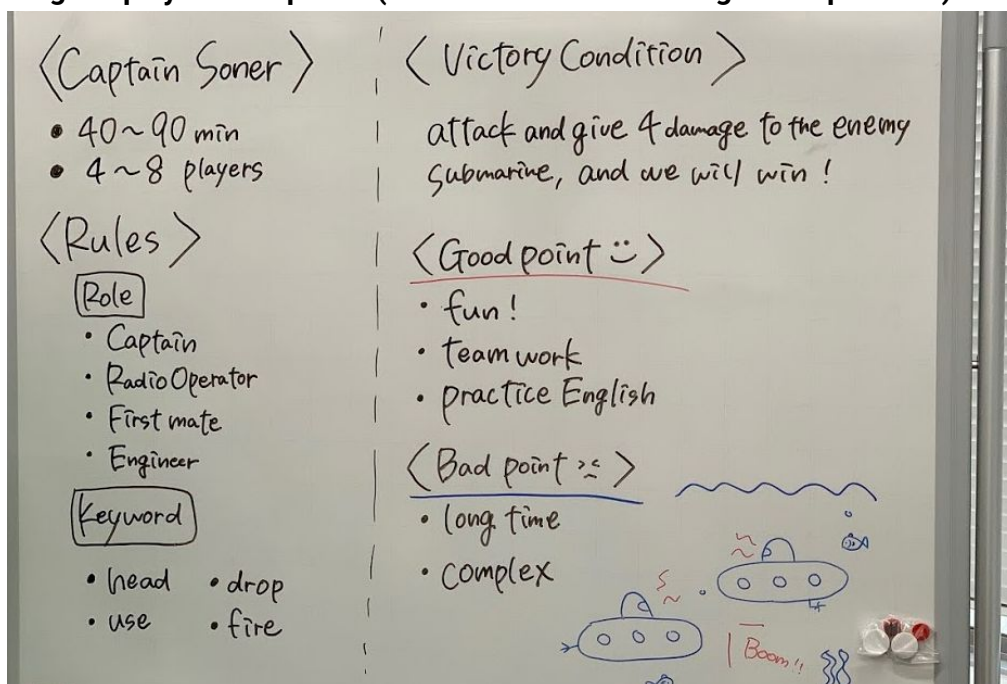 <Captain Soner>
• 40~90 min
• 4~8 players
<Rules>
Role
• Captain
• Radio Operator
• First mate
• Engineer
Keyword
• head • drop
• use • fire
<Victory Condition>
attack and give 4 damage to the enemy
submarine, and we will win!
<Good point>
• fun!
• team work
• practice English
<Bad point>
• long time
• complex
Boom!!